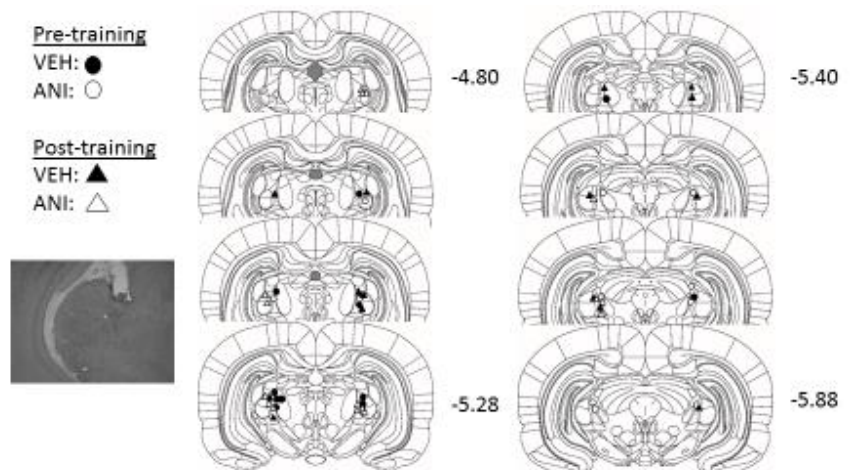 Pre-training
VEH:
ANI:
Post-training
VEH:
ANI:
-4.80
-5.28
-5.40
-5.88